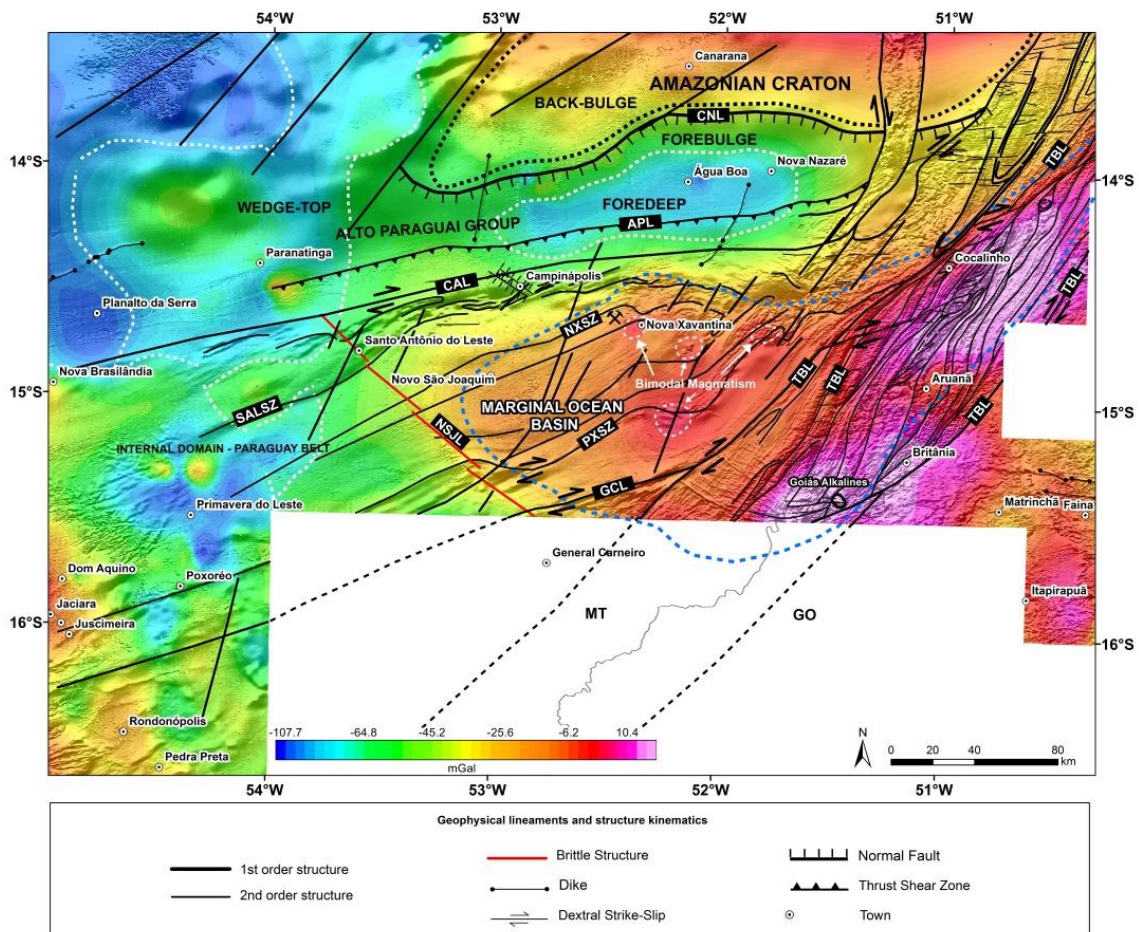 54°W
53°W
52°W
51°W
Canarana
AMAZONIAN CRATON
BACK-BULGE
CNL
14°S
FOREBULGE
14°S
Nova Nazaré
Água Boa
TBL
WEDGE-TOP
FOREDEEP
TBL
ALTO PARAGUAI GROUP
APL
Paranatinga
Cocalinho
Campinápolis
CAL
TBL
Planalto da Serra
NXSZ
Nova Xavantina
Santo Antônio do Leste
Nova Brasilândia
15°S
Novo São Joaquim
Bimodal Magmatism
TBL
TBL
Aruanã
15°S
SALSZ
MARGINAL OCEAN
BASIN
TBL
NSJL
PXSZ
INTERNAL DOMAIN - PARAGUAY BELT
Britânia
GCL
Goiás Alkalines
Primavera do Leste
Matrinchã
Faina
General Carneiro
Dom Aquino
Poxoréo
16°S
Jaciara
Juscimeira
MT
GO
Itapirapuã
16°S
Rondonópolis
-107.7
-64.8
-45.2
-25.6
-6.2
10.4
mGal
N
0
20
40
60
80
km
Pedra Preta
54°W
53°W
52°W
51°W
Geophysical lineaments and structure kinematics
1st order structure
Brittle Structure
Normal Fault
2nd order structure
Dike
Thrust Shear Zone
Dextral Strike-Slip
Town